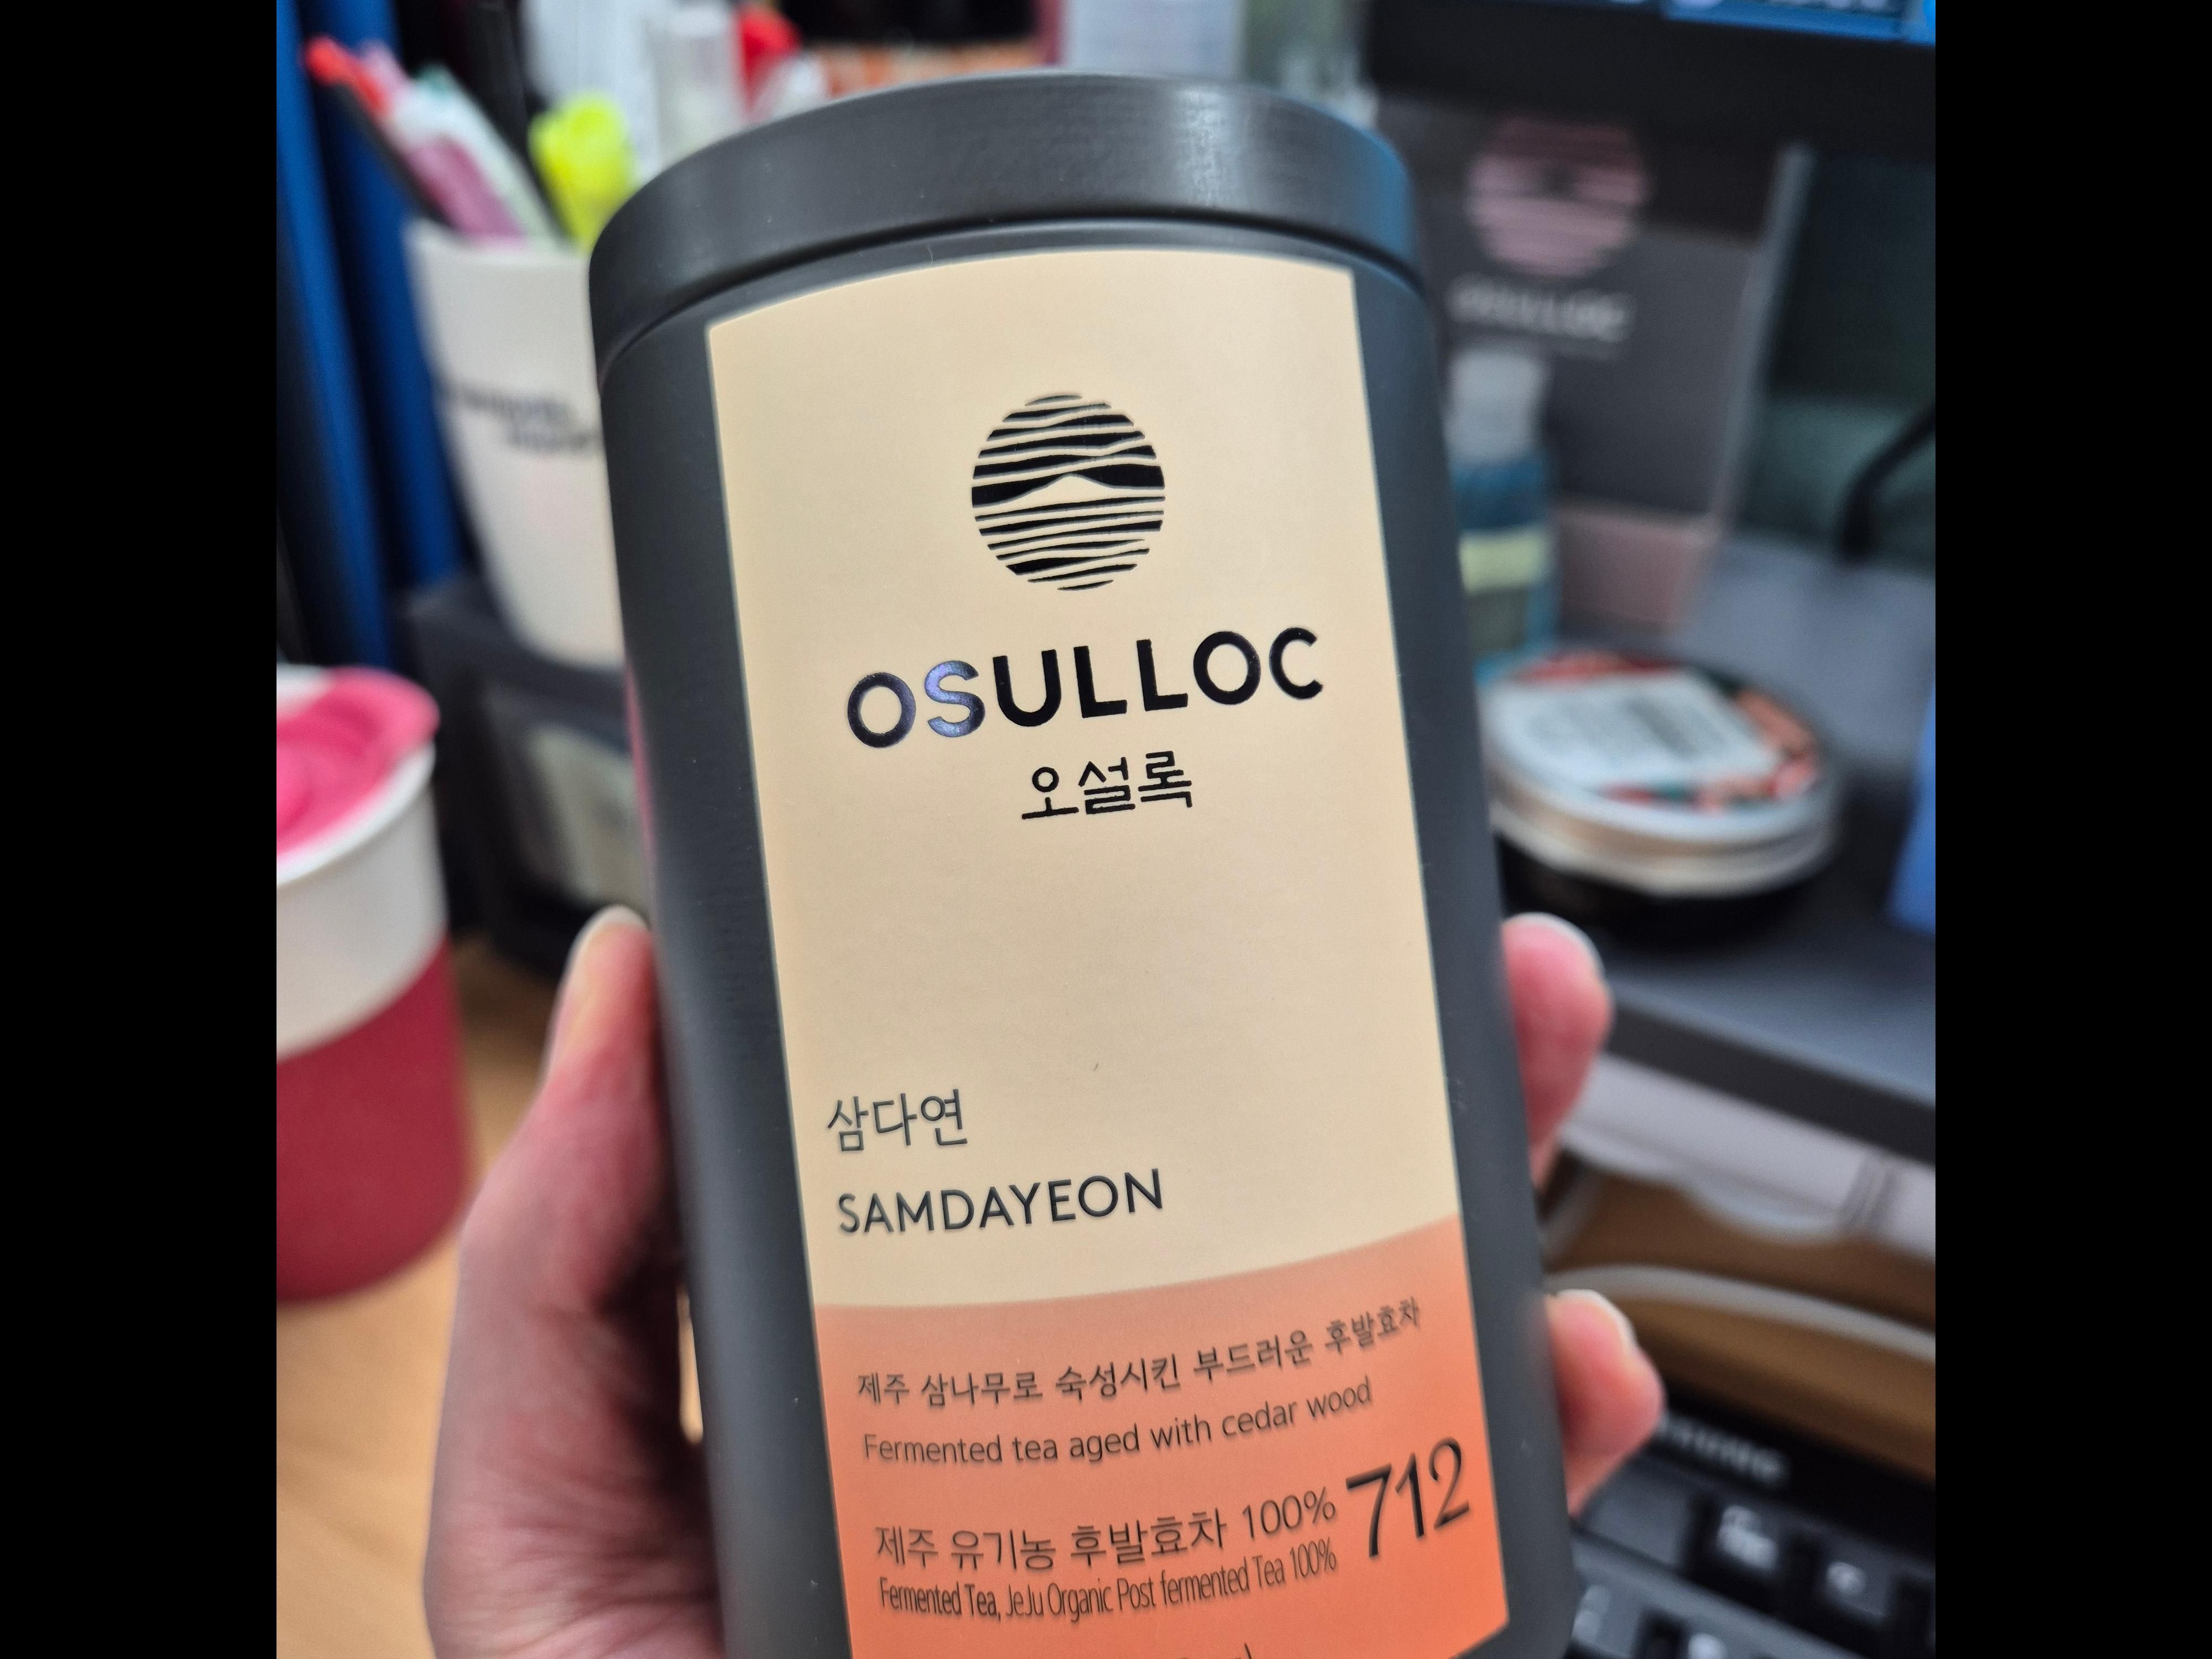 OSULLOC
오설록
삼다연
SAMDAYEON
제주 삼나무로 숙성시킨 부드러운 후발효차
Fermented tea aged with cedar wood
제주 유기농 후발효차 100%
Fermented Tea, JeJu Organic Post fermented Tea 100%
712
OSULLOC